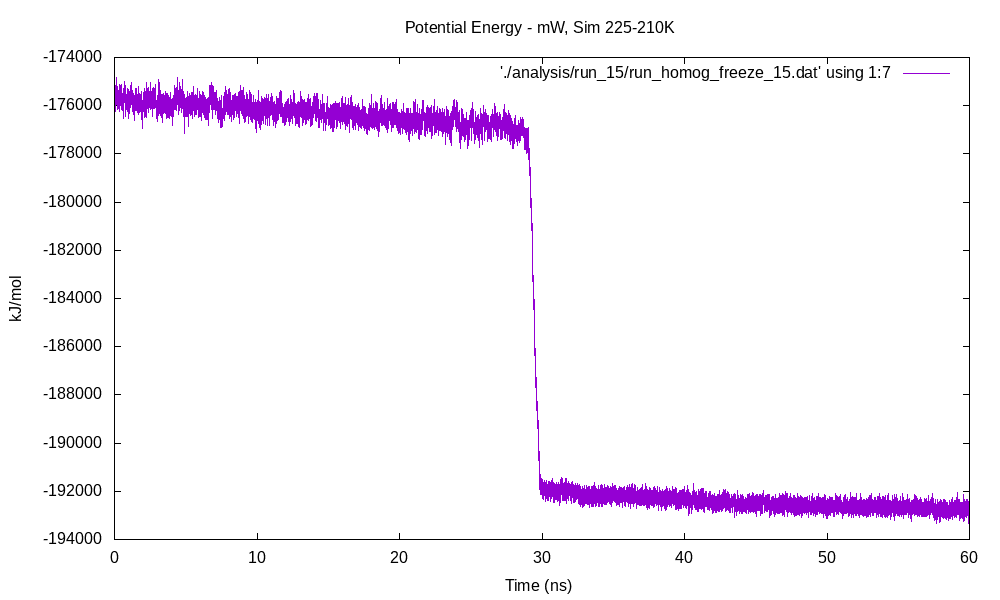 Potential Energy - mW, Sim 225-210K
'./analysis/run_15/run_homog_freeze_15.dat' using 1:7
-174000
-176000
-178000
-180000
-182000
-184000
-186000
-188000
-190000
-192000
-194000
kJ/mol
0 10 20 30 40 50 60
Time (ns)